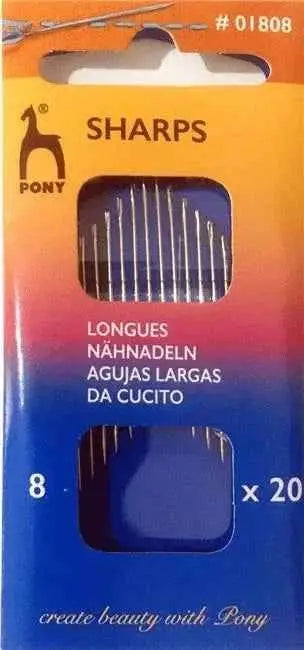 # 01808
SHARPS
®
PONY
LONGUES
NÄHNADELN
AGUJAS LARGAS
DA CUCITO
8 x 20
create beauty with Pony